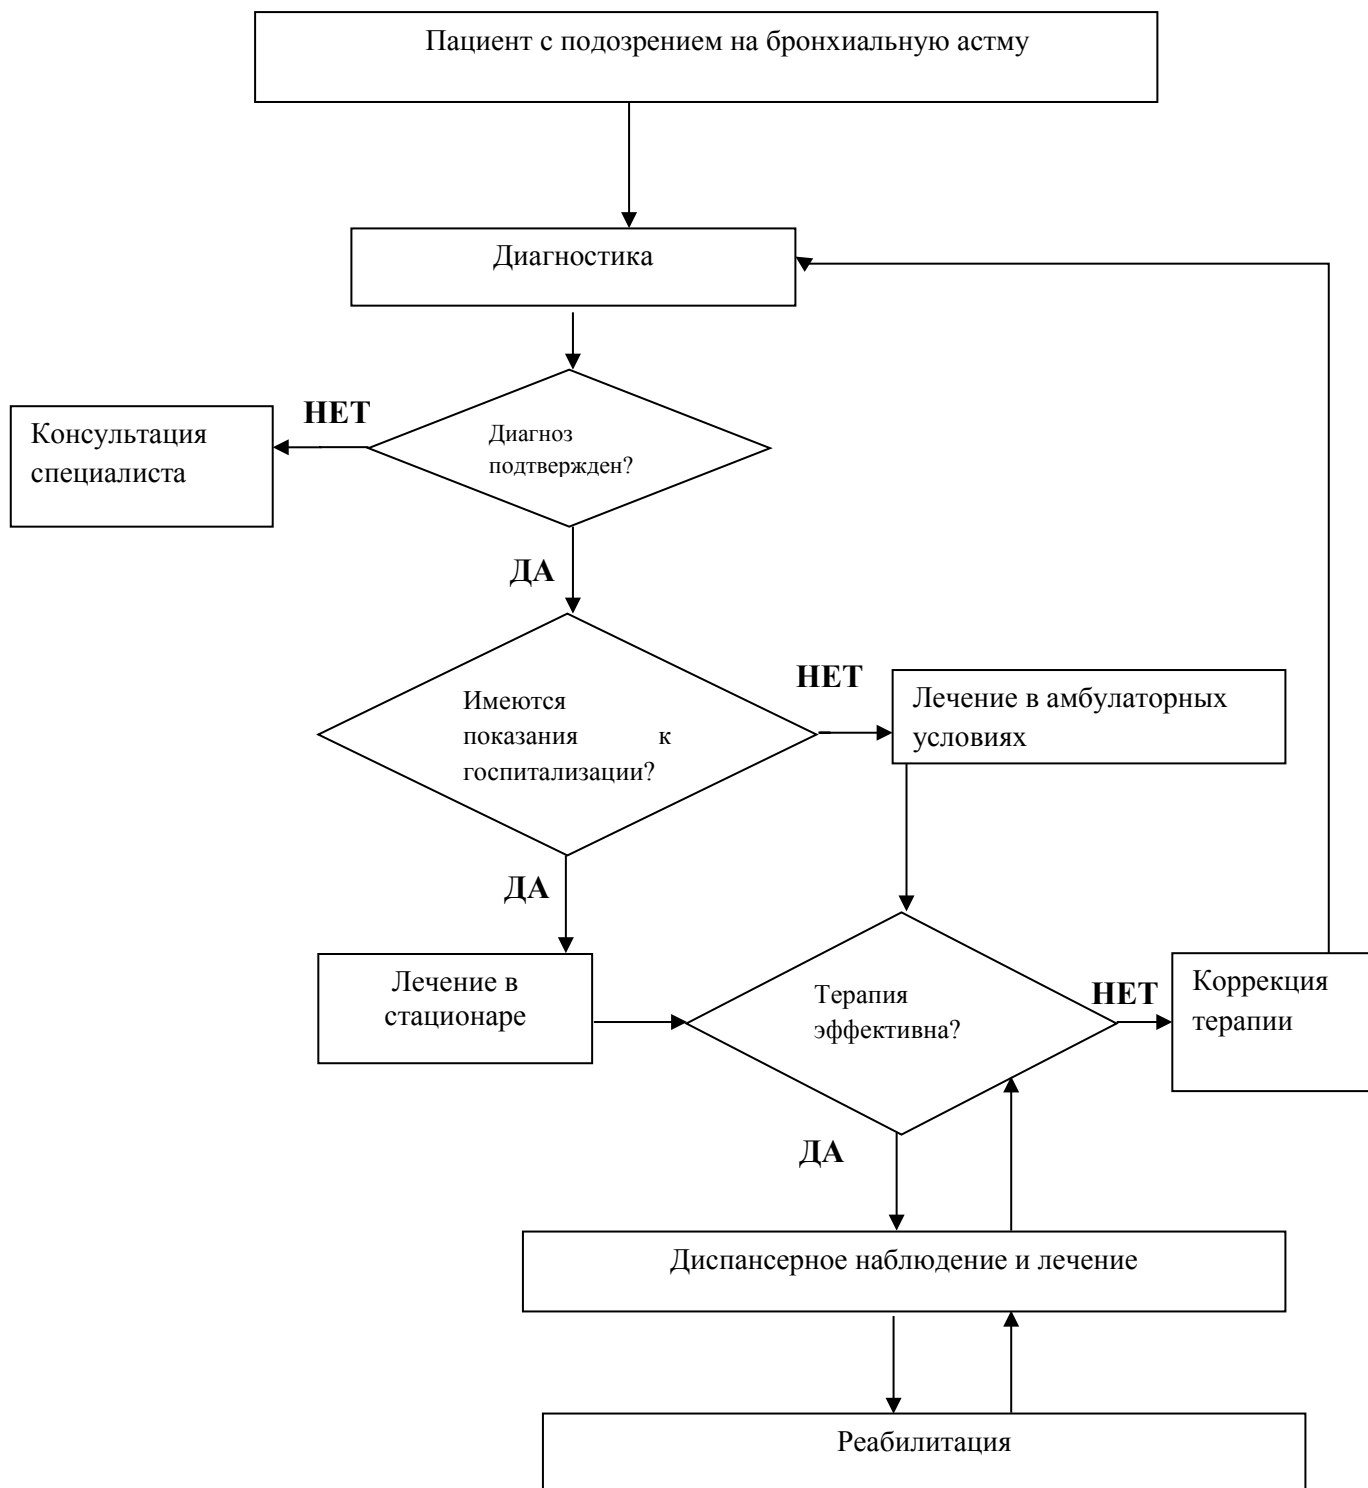 Пациент с подозрением на бронхиальную астму
Диагностика
НЕТ
Консультация
специалиста
Диагноз
подтвержден?
ДА
Имеются
показания к
госпитализации?
НЕТ
Лечение в амбулаторных
условиях
ДА
Лечение в
стационаре
Терапия
эффективна?
НЕТ
Коррекция
терапии
ДА
Диспансерное наблюдение и лечение
Реабилитация